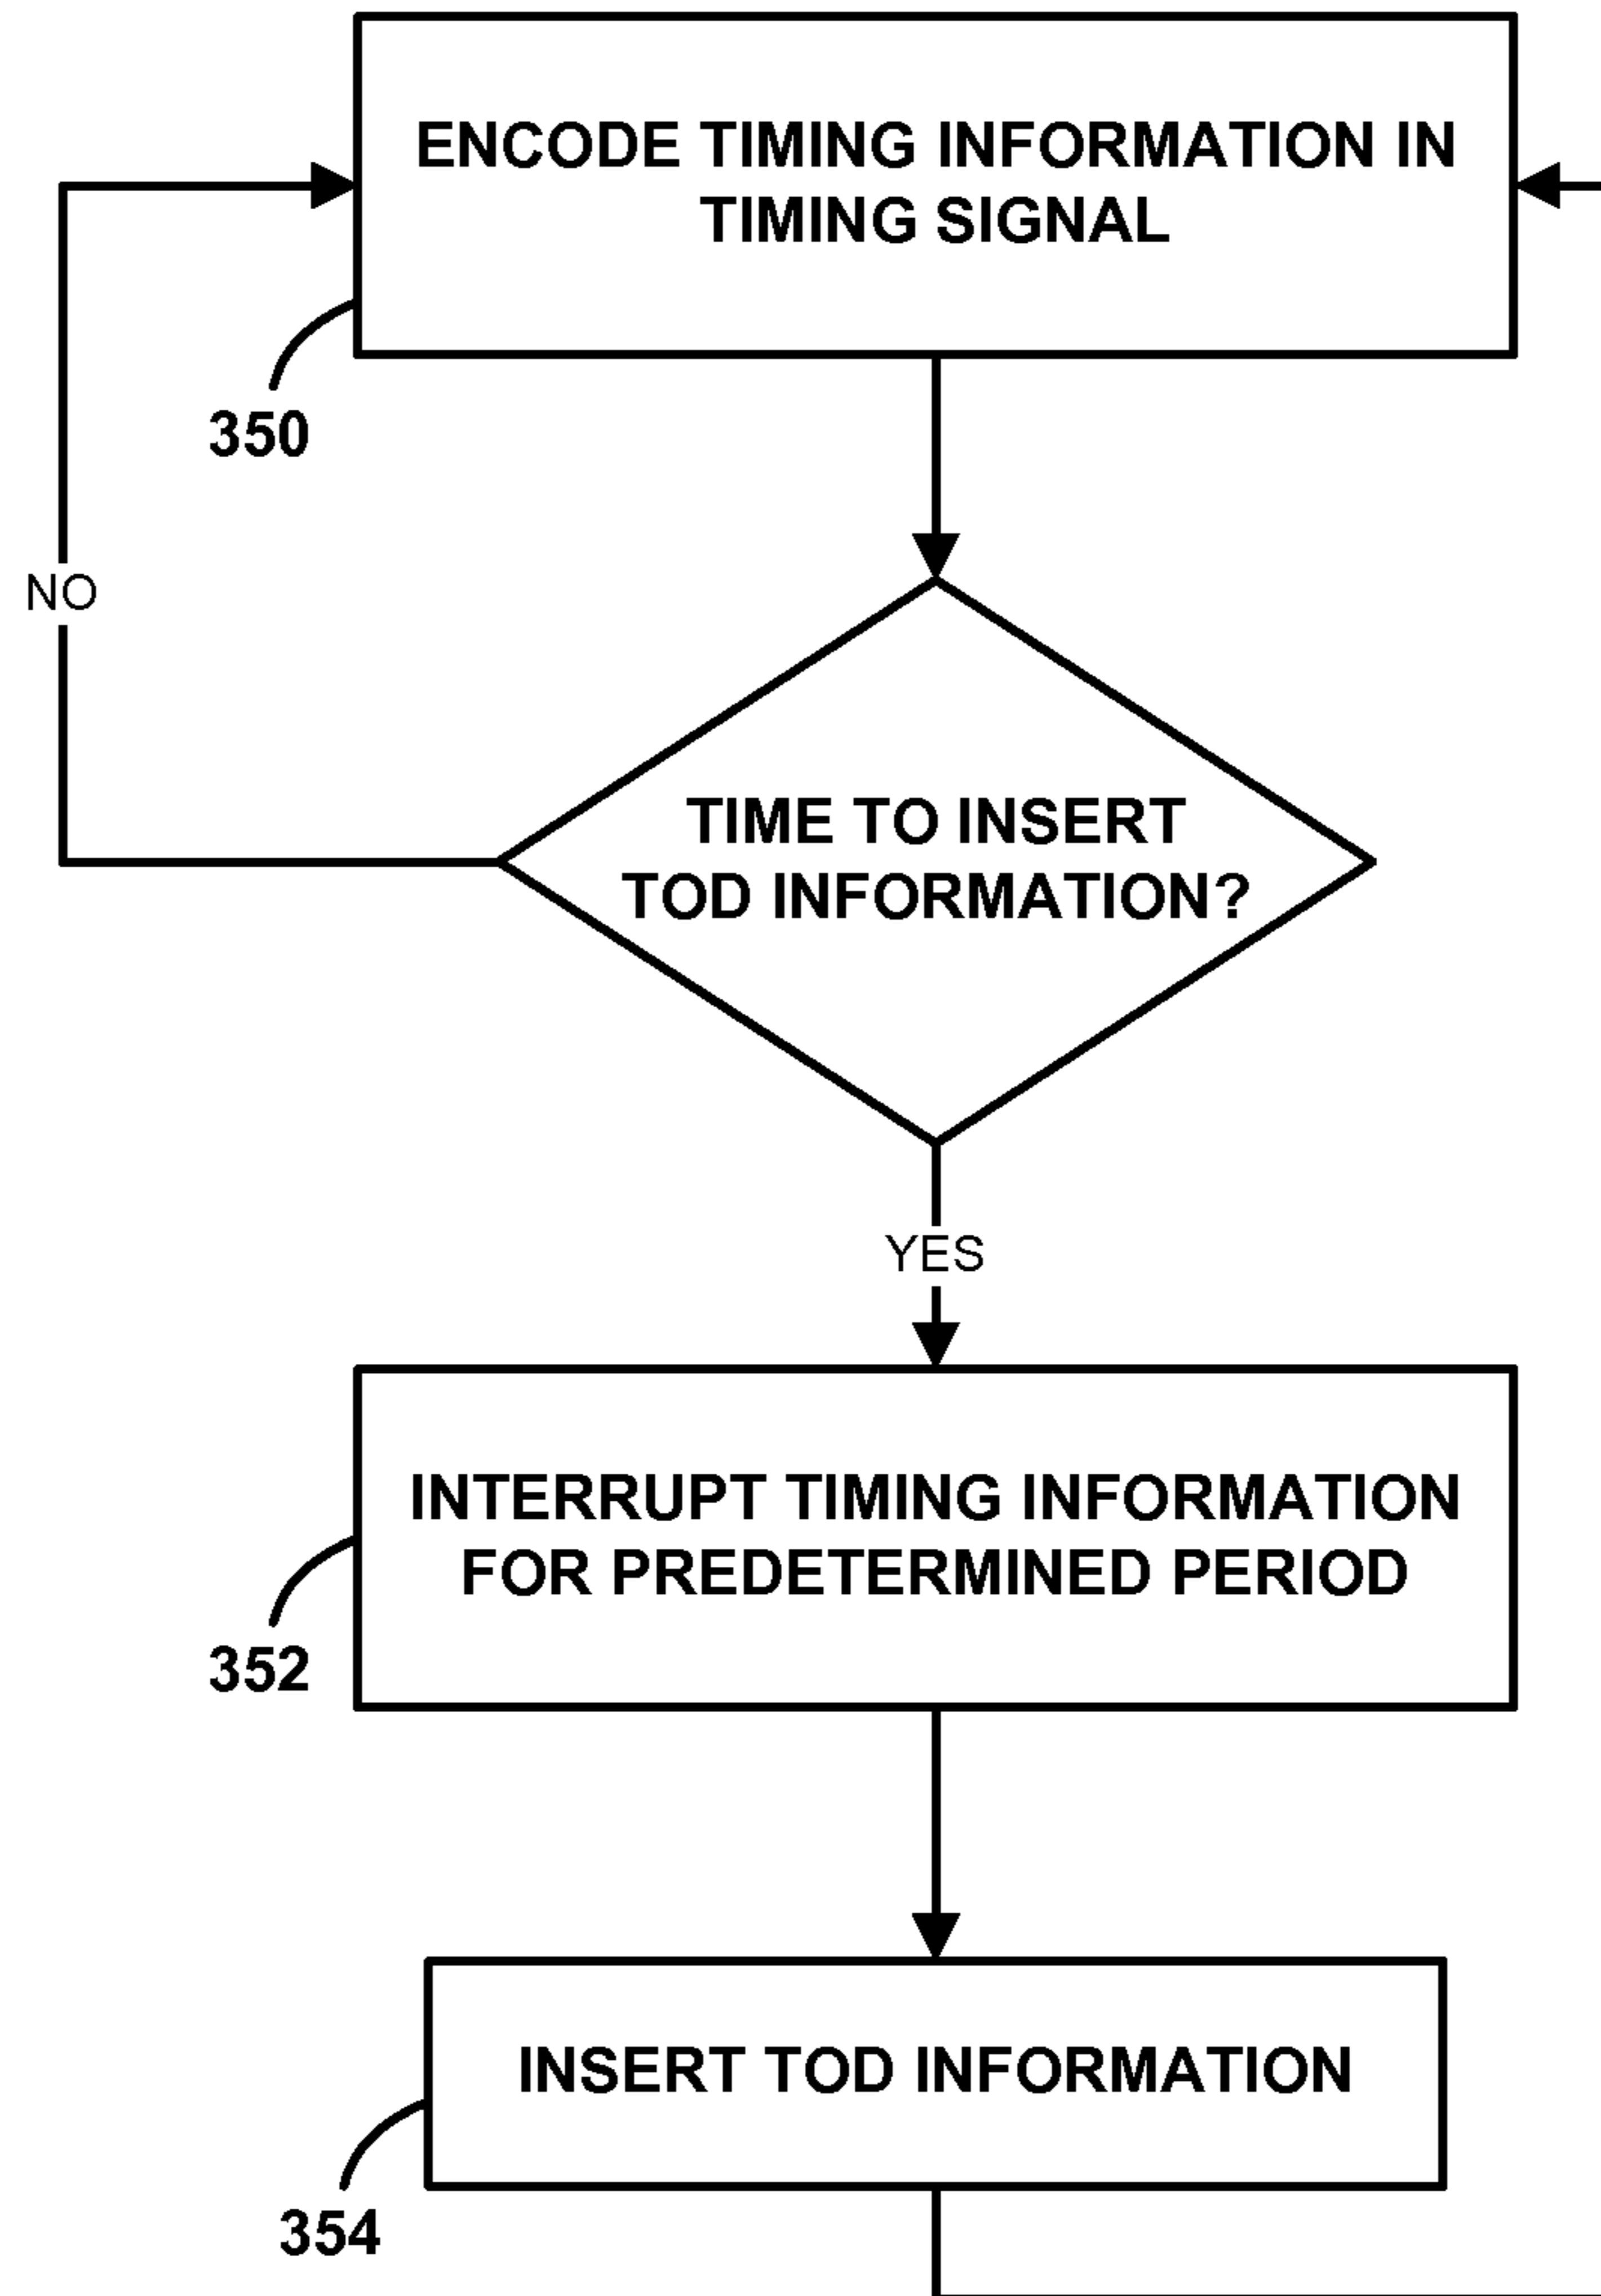 ENCODE TIMING INFORMATION IN
TIMING SIGNAL
350
NO
TIME TO INSERT
TOD INFORMATION?
YES
INTERRUPT TIMING INFORMATION
FOR PREDETERMINED PERIOD
352
INSERT TOD INFORMATION
354